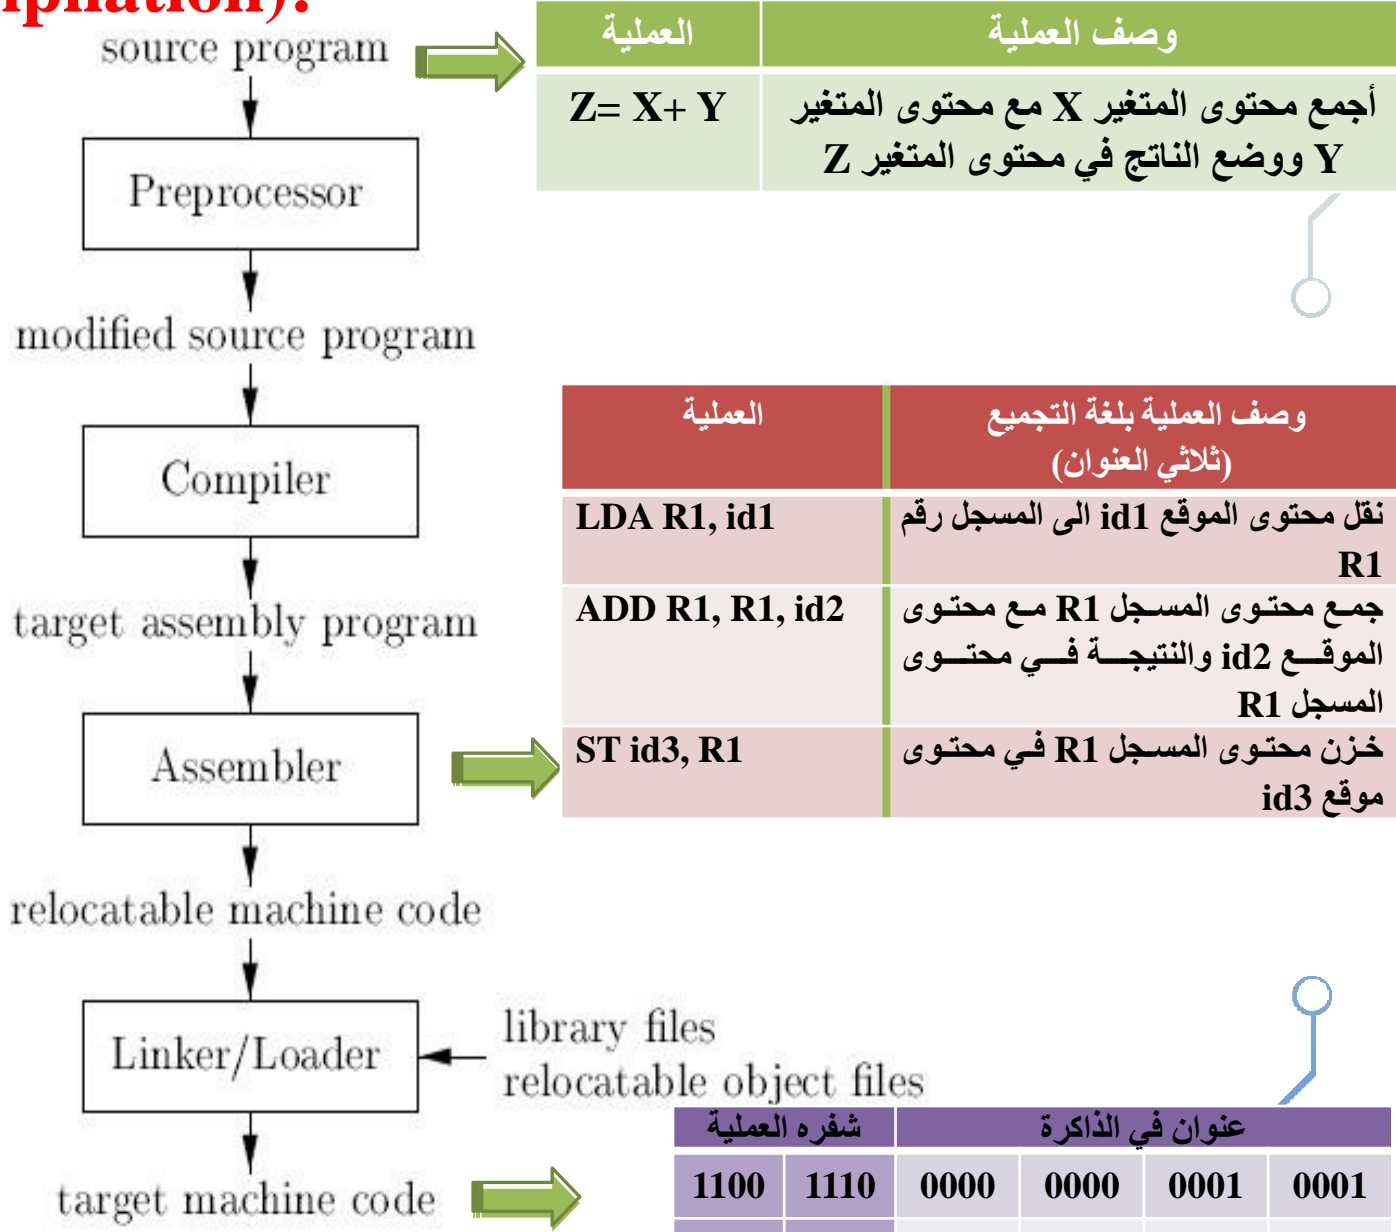 source program
Preprocessor
modified source program
Compiler
target assembly program
Assembler
relocatable machine code
Linker/Loader
library files
relocatable object files
target machine code
العملية
وصف العملية
Z= X+ Y
أجمع محتوى المتغير X مع محتوى المتغير
Y ووضع الناتج في محتوى المتغير Z
العملية
وصف العملية بلغة التجميع
(ثلاثي العنوان)
LDA R1, id1
نقل محتوى الموقع id1 الى المسجل رقم
R1
ADD R1, R1, id2
جمع محتوى المسجل R1 مع محتوى
الموقع id2 والنتيجة في محتوى
المسجل R1
ST id3, R1
خزن محتوى المسجل R1 في محتوى
موقع id3
شفره العملية
عنوان في الذاكرة
1100 1110 0000 0000 0001 0001